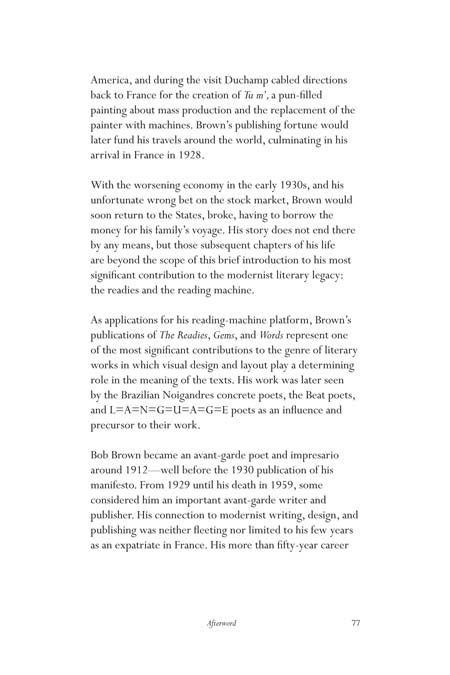 America, and during the visit Duchamp cabled directions
back to France for the creation of Tu m’, a pun-filled
painting about mass production and the replacement of the
painter with machines. Brown’s publishing fortune would
later fund his travels around the world, culminating in his
arrival in France in 1928.
With the worsening economy in the early 1930s, and his
unfortunate wrong bet on the stock market, Brown would
soon return to the States, broke, having to borrow the
money for his family’s voyage. His story does not end there
by any means, but those subsequent chapters of his life
are beyond the scope of this brief introduction to his most
significant contribution to the modernist literary legacy:
the readies and the reading machine.
As applications for his reading-machine platform, Brown’s
publications of The Readies, Gems, and Words represent one
of the most significant contributions to the genre of literary
works in which visual design and layout play a determining
role in the meaning of the texts. His work was later seen
by the Brazilian Noigandres concrete poets, the Beat poets,
and L=A=N=G=U=A=G=E poets as an influence and
precursor to their work.
Bob Brown became an avant-garde poet and impresario
around 1912—well before the 1930 publication of his
manifesto. From 1929 until his death in 1959, some
considered him an important avant-garde writer and
publisher. His connection to modernist writing, design, and
publishing was neither fleeting nor limited to his few years
as an expatriate in France. His more than fifty-year career
Afterword 77